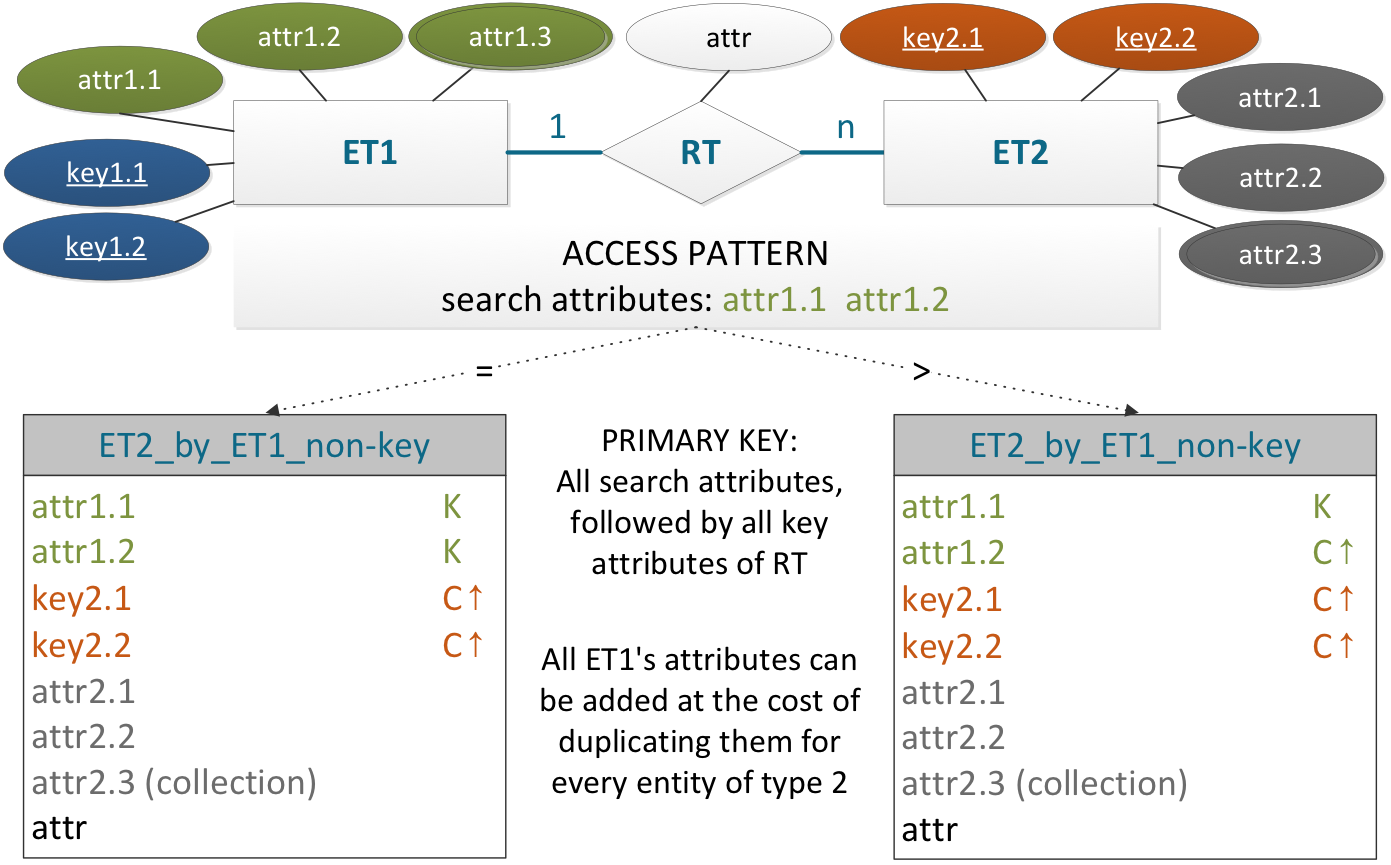 attr1.2
attr1.3
attr
key2.1
key2.2
attr1.1
attr2.1
ET1
1
RT
n
ET2
key1.1
attr2.2
key1.2
attr2.3
ACCESS PATTERN
search attributes: attr1.1 attr1.2
=
>
ET2_by_ET1_non-key
attr1.1 K
attr1.2 K
key2.1 C↑
key2.2 C↑
attr2.1
attr2.2
attr2.3 (collection)
attr
PRIMARY KEY:
All search attributes,
followed by all key
attributes of RT
All ET1's attributes can
be added at the cost of
duplicating them for
every entity of type 2
ET2_by_ET1_non-key
attr1.1 K
attr1.2 C↑
key2.1 C↑
key2.2 C↑
attr2.1
attr2.2
attr2.3 (collection)
attr